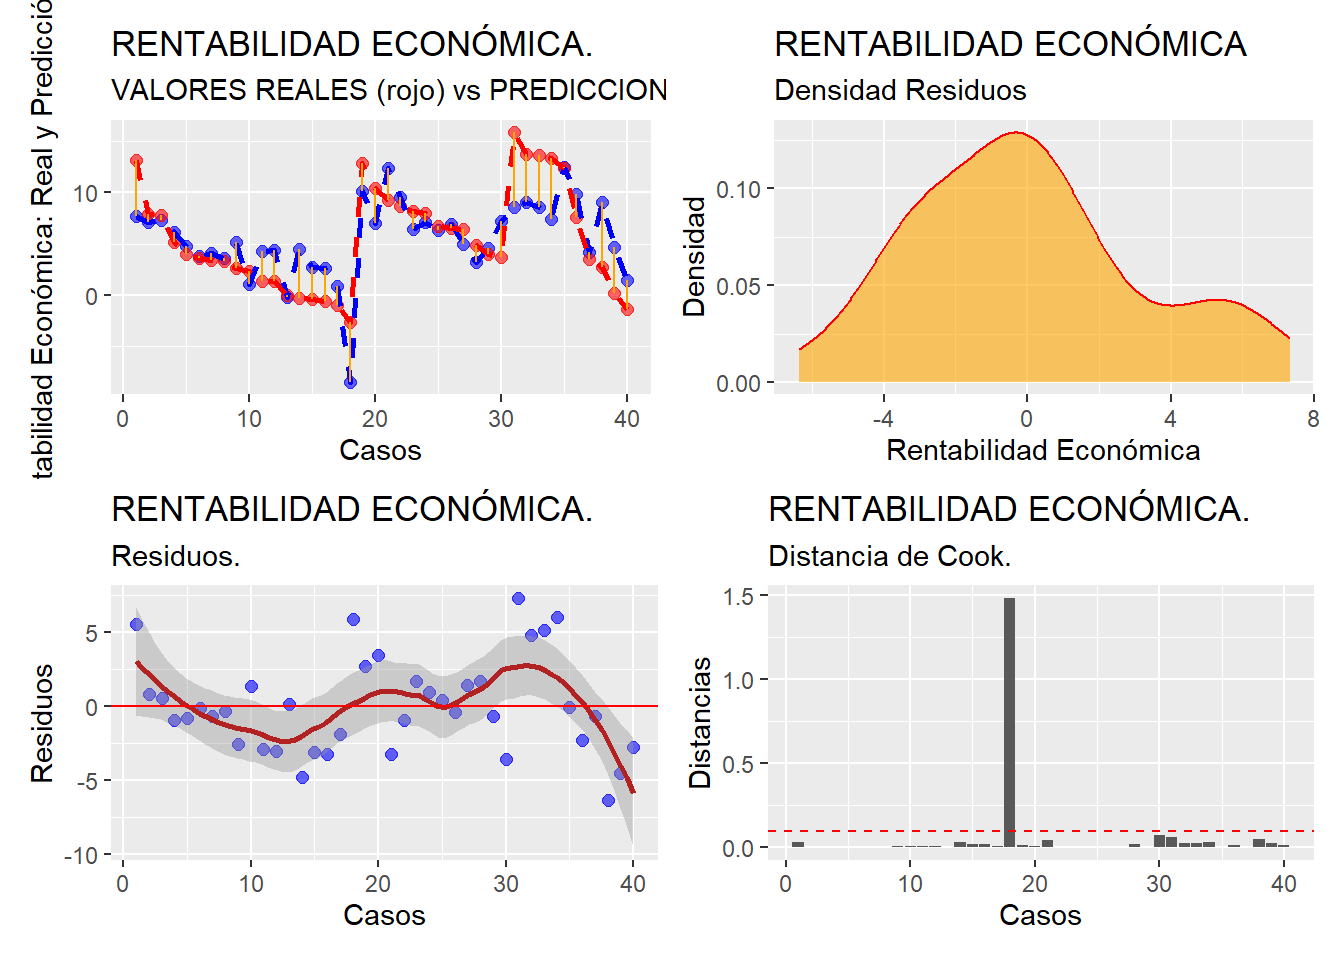 RENTABILIDAD ECONÓMICA.
VALORES REALES (rojo) vs PREDICCION
tabilidad Económica: Real y Predicció
10
0
0
10
20
30
40
Casos
RENTABILIDAD ECONÓMICA
Densidad Residuos
Densidad
0.10
0.05
0.00
-4
0
4
8
Rentabilidad Económica
RENTABILIDAD ECONÓMICA.
Residuos.
Residuos
5
0
-5
-10
0
10
20
30
40
Casos
RENTABILIDAD ECONÓMICA.
Distancia de Cook.
Distancias
1.5
1.0
0.5
0.0
0
10
20
30
40
Casos